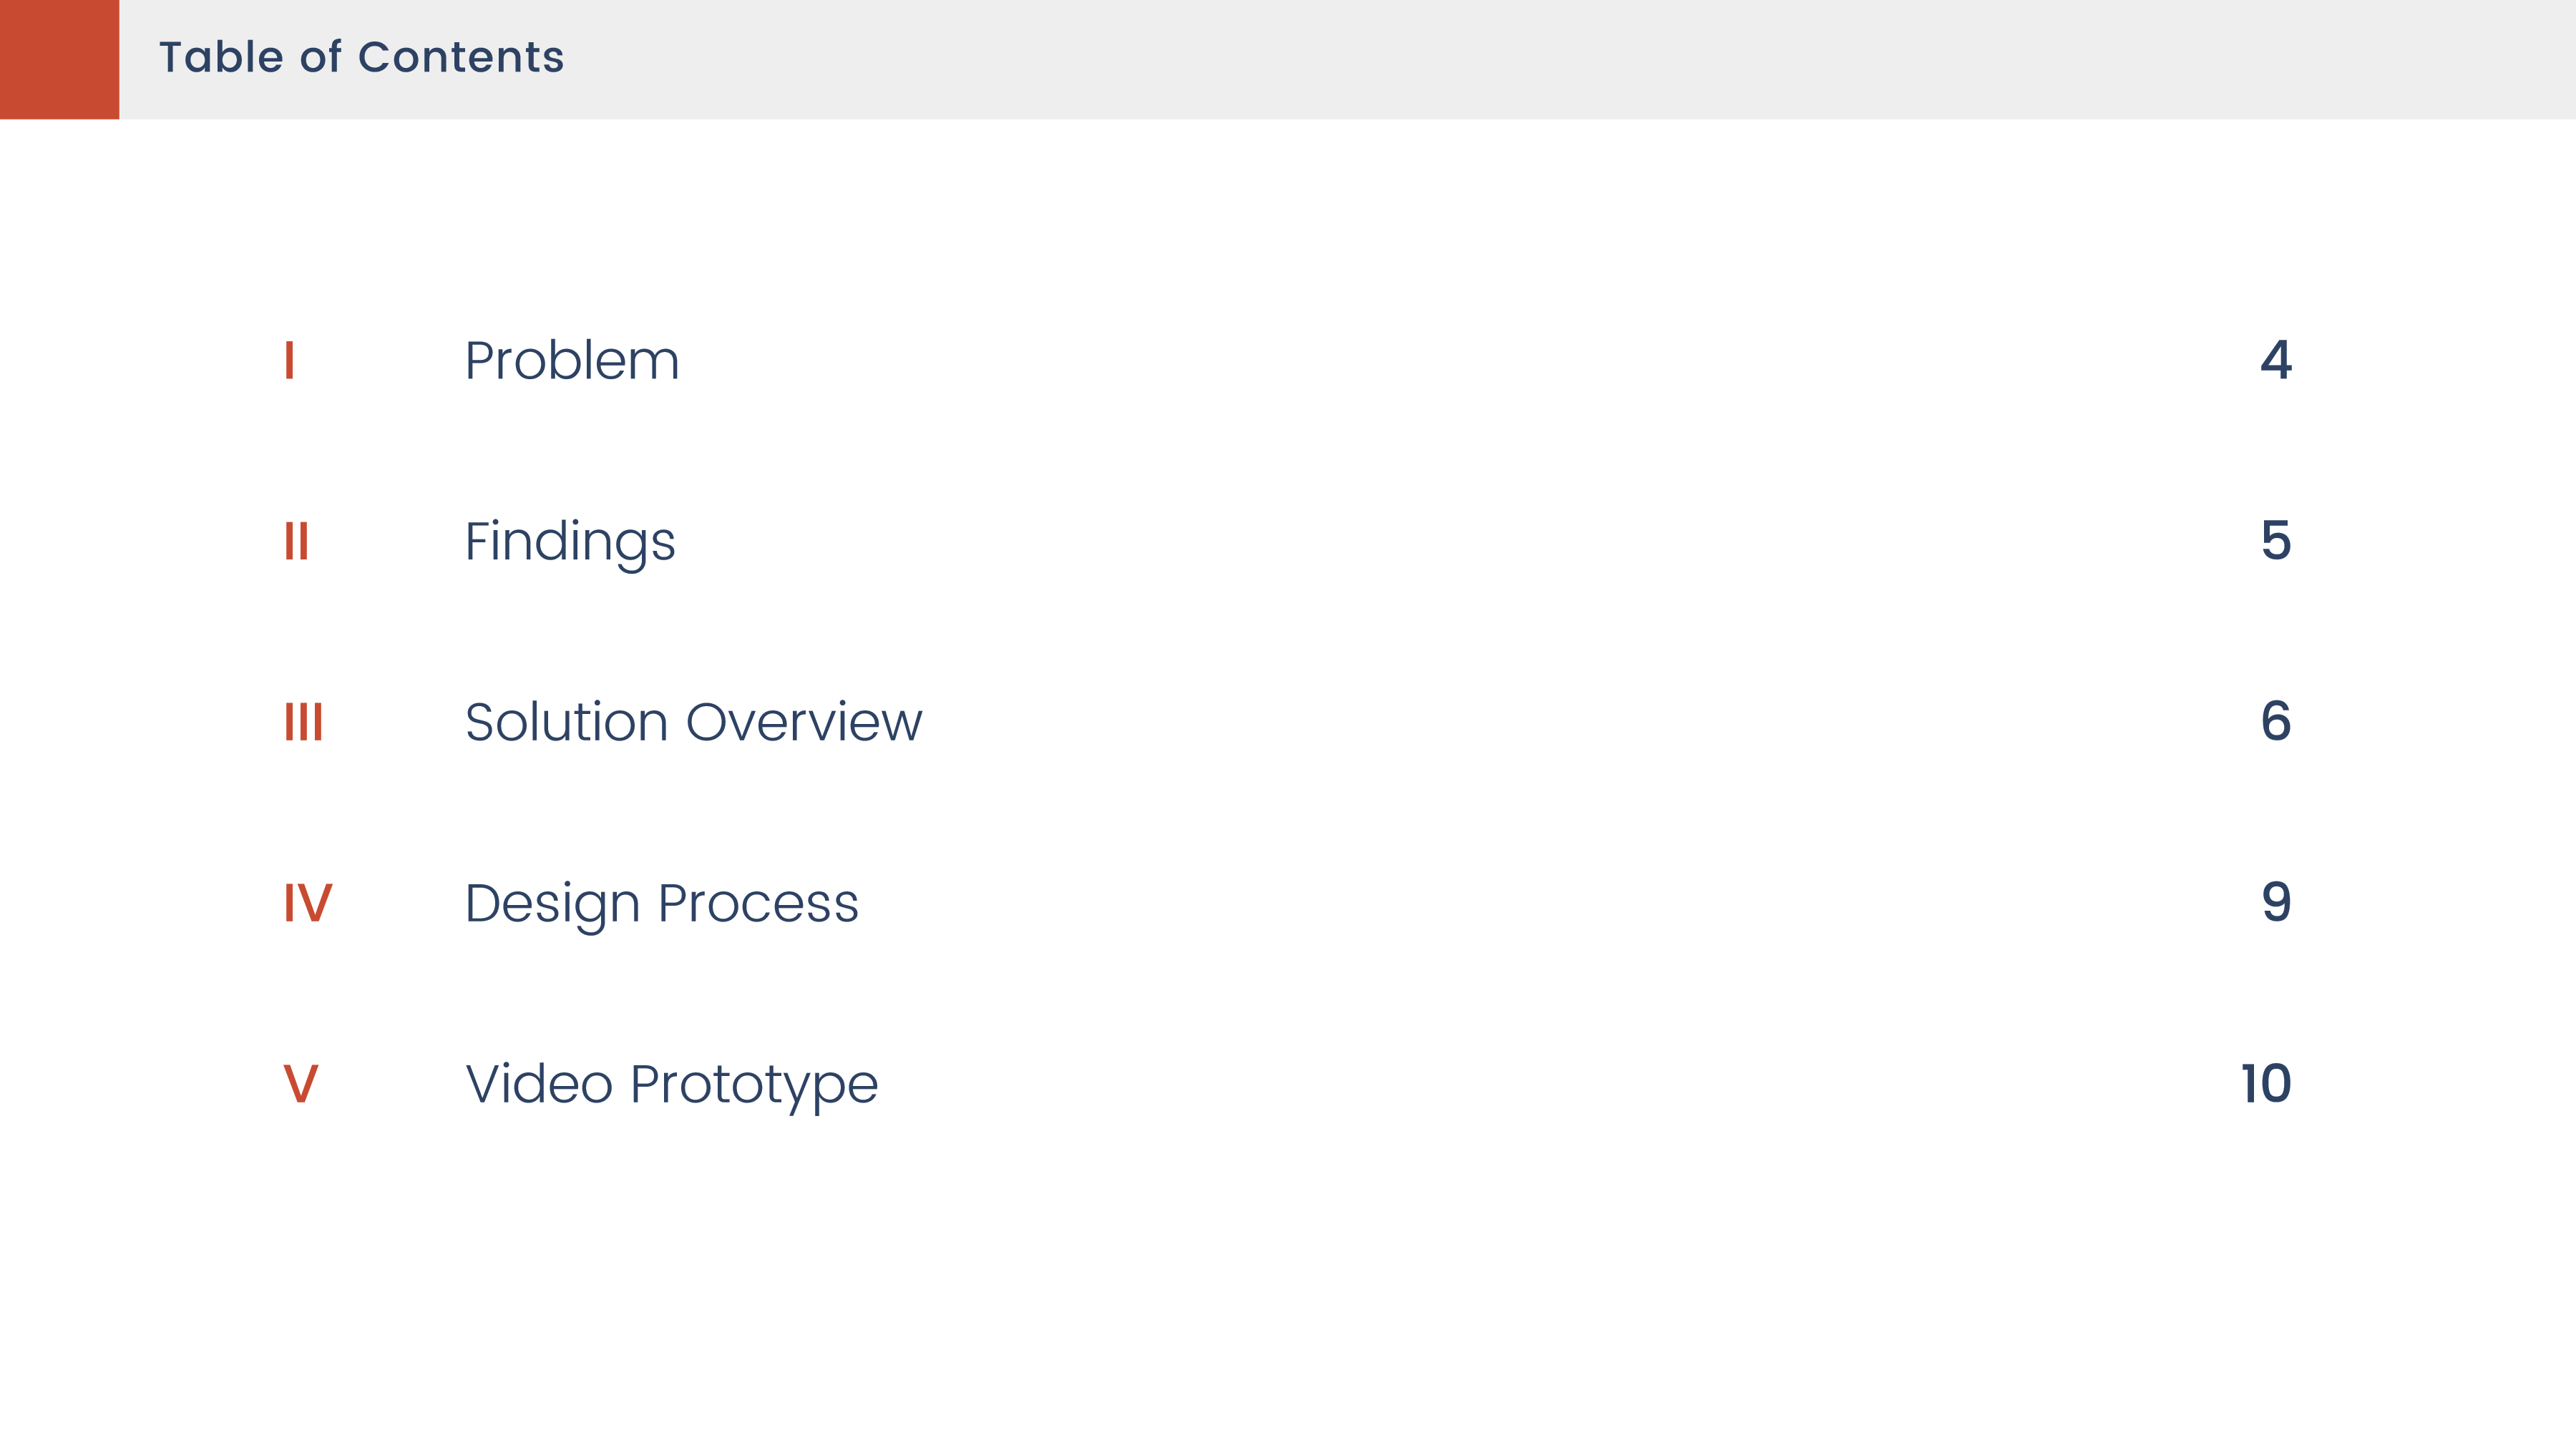 Table of Contents
I Problem 4
II Findings 5
III Solution Overview 6
IV Design Process 9
V Video Prototype 10